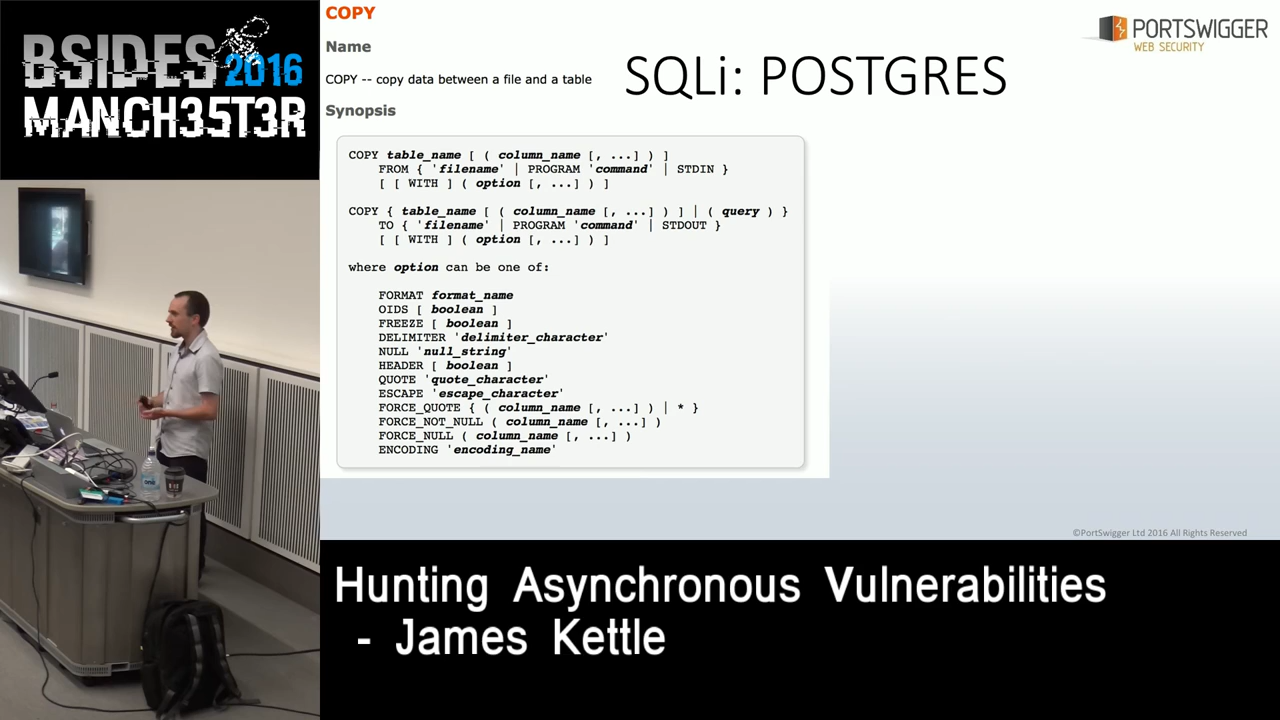 BSIDES
2016
MANCH35T3R
COPY
Name
COPY -- copy data between a file and a table
Synopsis
PORTSWIGGER
WEB SECURITY
SQLi: POSTGRES
COPY table_name [ ( column_name [, ...] ) ]
FROM { 'filename' | PROGRAM 'command' | STDIN }
[ [ WITH ] ( option [, ...] ) ]
COPY { table_name [ ( column_name [, ...] ) ] | ( query ) }
TO { 'filename' | PROGRAM 'command' | STDOUT }
[ [ WITH ] ( option [, ...] ) ]
where option can be one of:
FORMAT format_name
OIDS [ boolean ]
FREEZE [ boolean ]
DELIMITER 'delimiter_character'
NULL 'null_string'
HEADER [ boolean ]
QUOTE 'quote_character'
ESCAPE 'escape_character'
FORCE_QUOTE { ( column_name [, ...] ) | * }
FORCE_NOT_NULL ( column_name [, ...] )
FORCE_NULL ( column_name [, ...] )
ENCODING 'encoding_name'
©PortSwigger Ltd 2016 All Rights Reserved
Hunting Asynchronous Vulnerabilities
- James Kettle